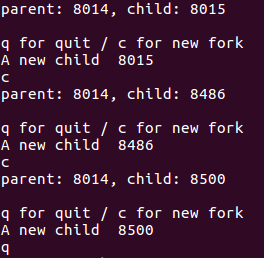 parent: 8014, child: 8015
q for quit / c for new fork
A new child  8015
c
parent: 8014, child: 8486
q for quit / c for new fork
A new child  8486
c
parent: 8014, child: 8500
q for quit / c for new fork
A new child  8500
q